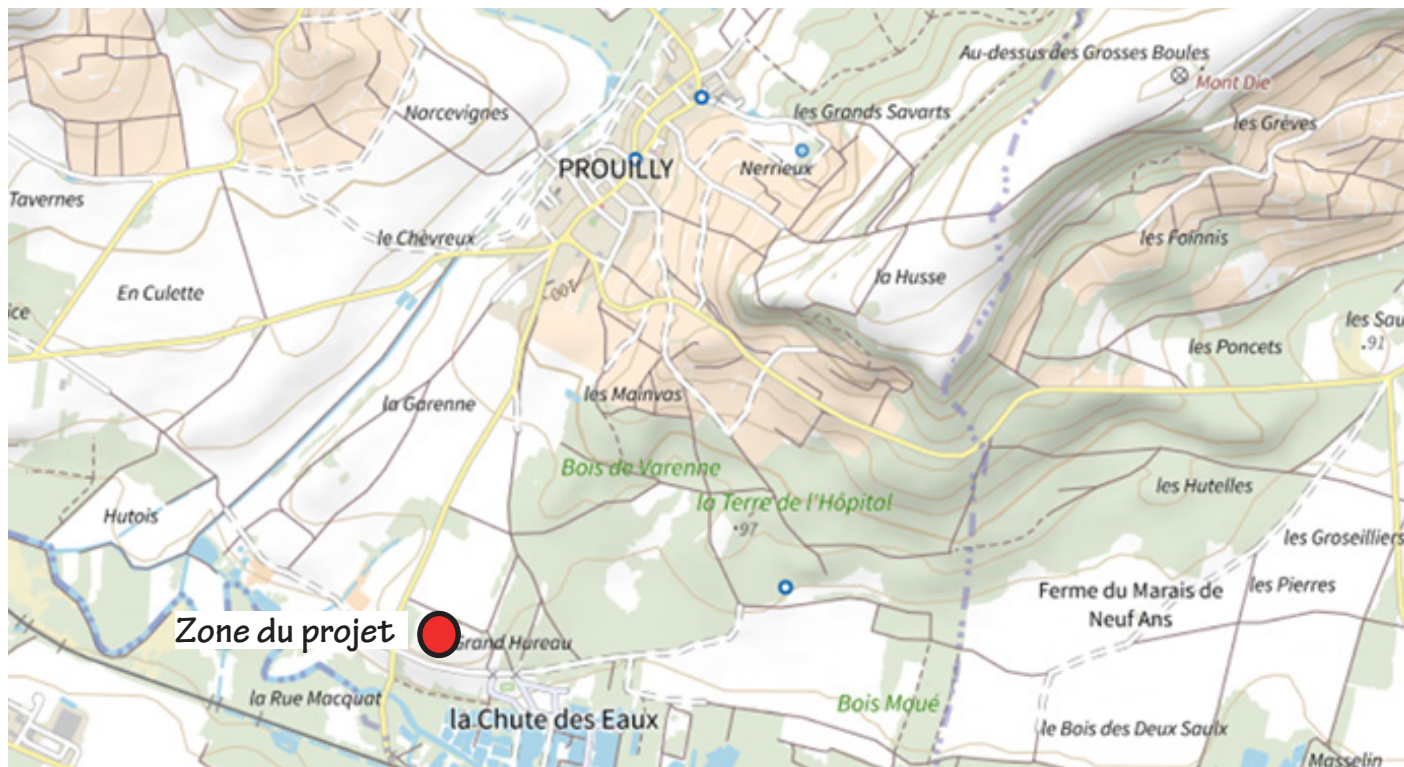 Au-dessus des Grosses Boules
Mont Die
Norcevignes
les Grands Savarts
les Grèves
PROUILLY
Nerrieux
Tavernes
le Chèvreux
les Foinnis
En Culette
la Husse
100
ice
les Sau
.91
les Poncets
les Mainvas
la Garenne
Bois de Varenne
la Terre de l'Hôpital
les Hutelles
Hutois
•97
les Groseilliers
Ferme du Marais de
Neuf Ans
les Pierres
Zone du projet
Grand Hureau
la Rue Macquat
Bois Moué
la Chute des Eaux
le Bois des Deux Saulx
Masselin